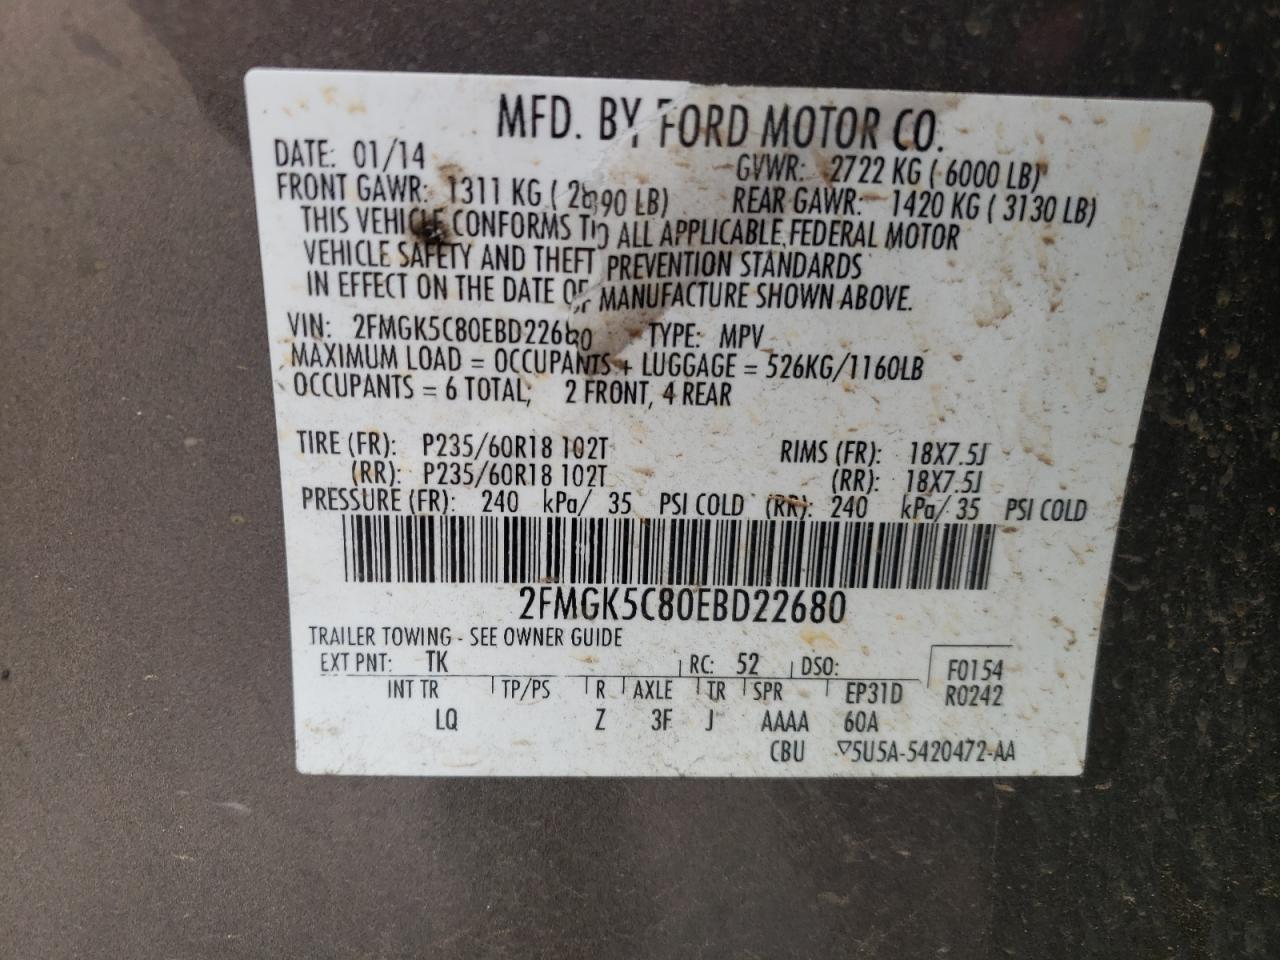 MFD. BY FORD MOTOR CO.
DATE: 01/14 GVWR: 2722 KG ( 6000 LB)
FRONT GAWR: 1311 KG ( 2890 LB) REAR GAWR: 1420 KG ( 3130 LB)
THIS VEHICLE CONFORMS TO ALL APPLICABLE FEDERAL MOTOR
VEHICLE SAFETY AND THEFT PREVENTION STANDARDS
IN EFFECT ON THE DATE OF MANUFACTURE SHOWN ABOVE.
VIN: 2FMGK5C80EBD22680 TYPE: MPV
MAXIMUM LOAD = OCCUPANTS + LUGGAGE = 526KG/1160LB
OCCUPANTS = 6 TOTAL, 2 FRONT, 4 REAR
TIRE (FR): P235/60R18 102T RIMS (FR): 18X7.5J
(RR): P235/60R18 102T (RR): 18X7.5J
PRESSURE (FR): 240 kPa/ 35 PSI COLD (RR): 240 kPa/ 35 PSI COLD
2FMGK5C80EBD22680
TRAILER TOWING - SEE OWNER GUIDE
EXT PNT: TK RC: 52 DSO: F0154
INT TR TP/PS R AXLE TR SPR EP31D R0242
LQ Z 3F J AAAA 60A
CBU ▽5U5A-5420472-AA